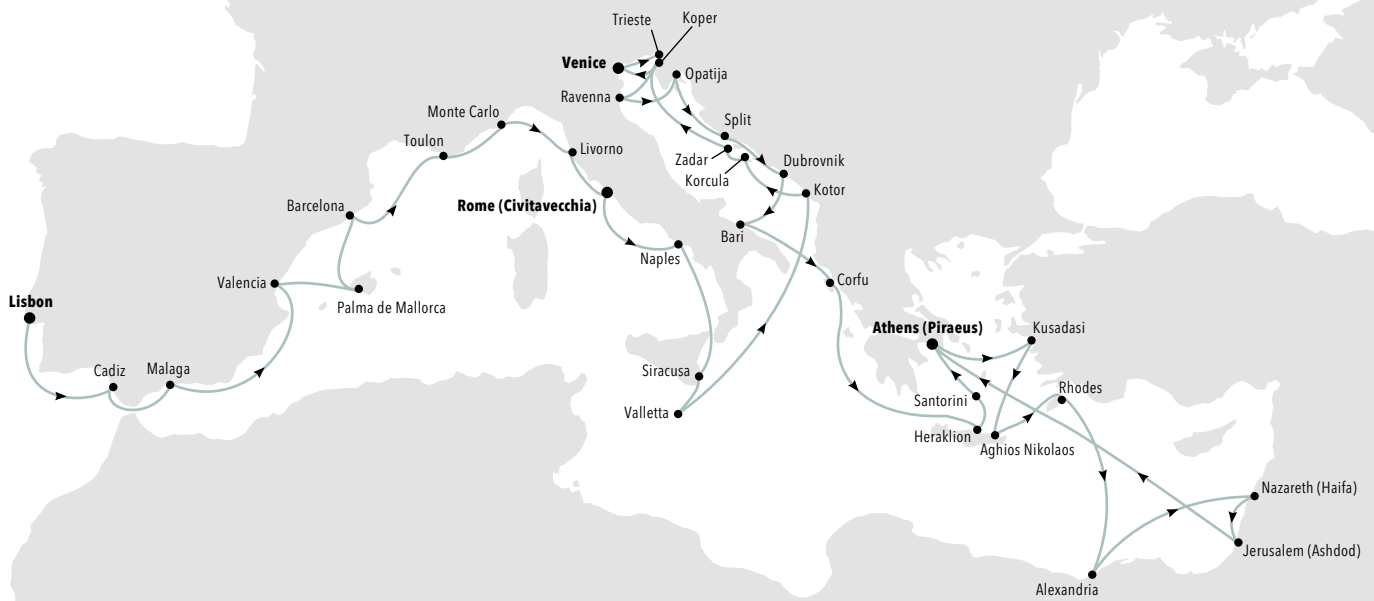 Trieste
Koper
Venice
Opatija
Ravenna
Monte Carlo
Split
Toulon
Livorno
Zadar
Dubrovnik
Korcula
Kotor
Barcelona
Rome (Civitavecchia)
Bari
Naples
Valencia
Corfu
Lisbon
Palma de Mallorca
Athens (Piraeus)
Kusadasi
Cadiz
Malaga
Siracusa
Rhodes
Santorini
Valletta
Heraklion
Aghios Nikolaos
Nazareth (Haifa)
Jerusalem (Ashdod)
Alexandria